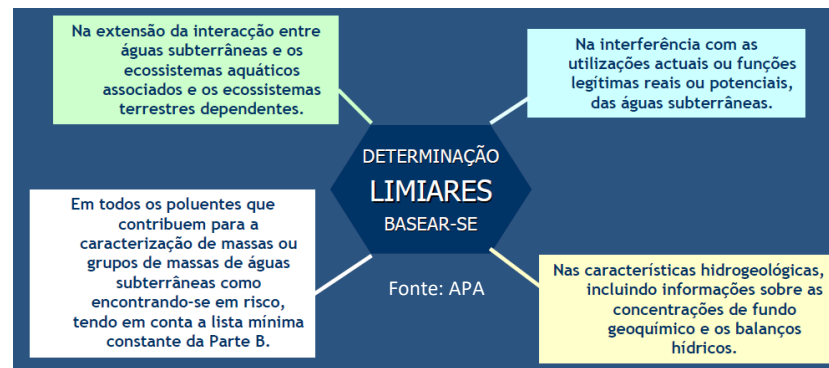 Na extensão da interacção entre
águas subterrâneas e os
ecossistemas aquáticos
associados e os ecossistemas
terrestres dependentes.
Na interferência com as
utilizações actuais ou funções
legítimas reais ou potenciais,
das águas subterrâneas.
DETERMINAÇÃO
LIMIARES
BASEAR-SE
Em todos os poluentes que
contribuem para a
caracterização de massas ou
grupos de massas de águas
subterrâneas como
encontrando-se em risco,
tendo em conta a lista mínima
constante da Parte B.
Fonte: APA
Nas características hidrogeológicas,
incluindo informações sobre as
concentrações de fundo
geoquímico e os balanços
hídricos.